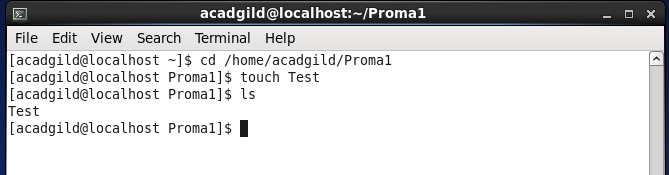 acadgild@localhost:~/Proma1
File Edit View Search Terminal Help
[acadgild@localhost ~]$ cd /home/acadgild/Proma1
[acadgild@localhost Proma1]$ touch Test
[acadgild@localhost Proma1]$ ls
Test
[acadgild@localhost Proma1]$